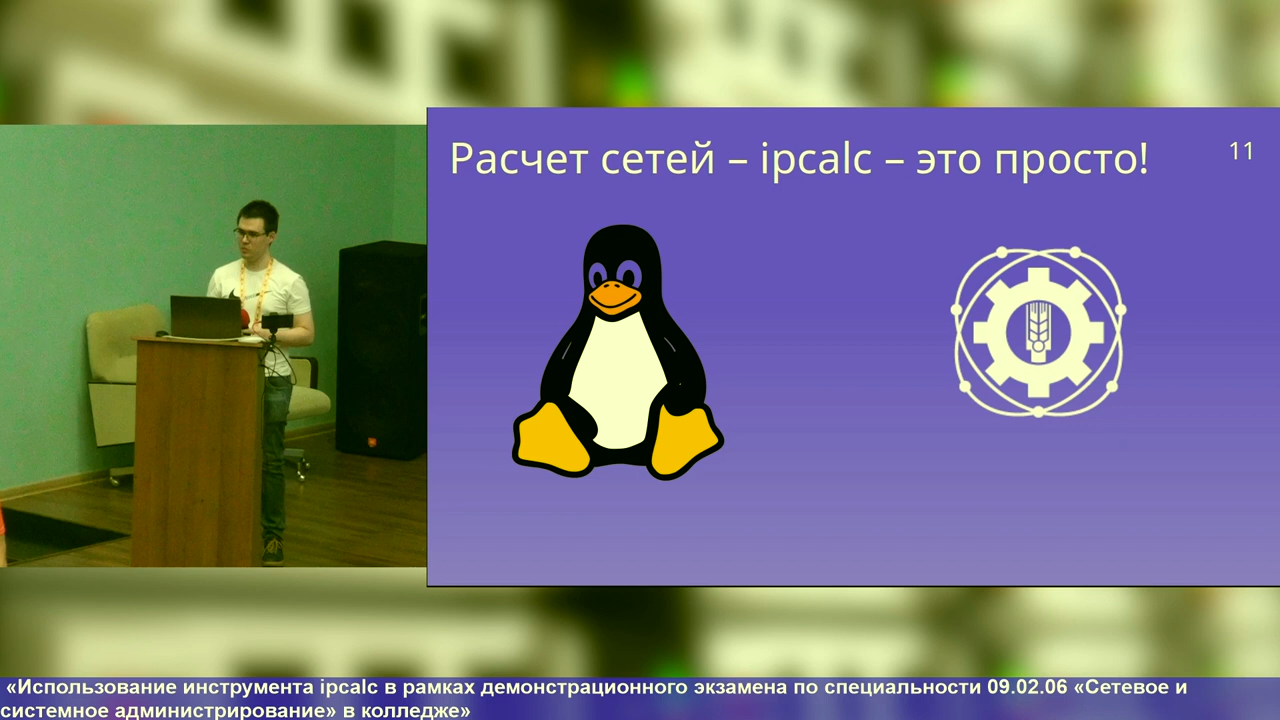 Расчет сетей – ipcalc – это просто!
11
«Использование инструмента ipcalc в рамках демонстрационного экзамена по специальности 09.02.06 «Сетевое и
системное администрирование» в колледже»